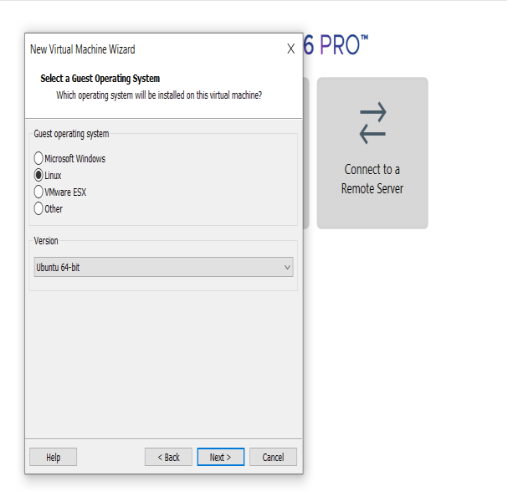 New Virtual Machine Wizard
6 PRO™
Select a Guest Operating System
Which operating system will be installed on this virtual machine?
Guest operating system
Microsoft Windows
Linux
VMware ESX
Other
Version
Ubuntu 64-bit
Help
< Back
Next >
Cancel
Connect to a
Remote Server